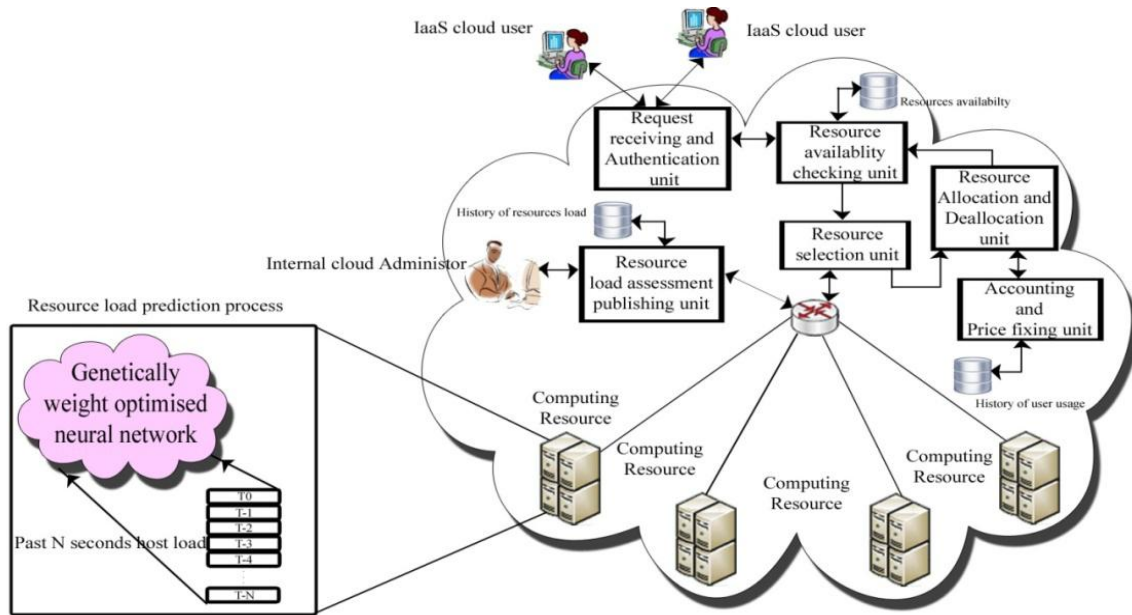 IaaS cloud user
IaaS cloud user
Request
receiving and
Authentication
unit
Resource
availablity
checking unit
Resources availabilty
Resource
Allocation and
Deallocation
unit
History of resources load
Resource
selection unit
Internal cloud Administor
Resource
load assessment
publishing unit
Accounting
and
Price fixing unit
History of user usage
Resource load prediction process
Genetically
weight optimised
neural network
Past N seconds host load
T0
T-1
T-2
T-3
T-4
T-N
Computing
Resource
Computing
Resource
Computing
Resource
Computing
Resource